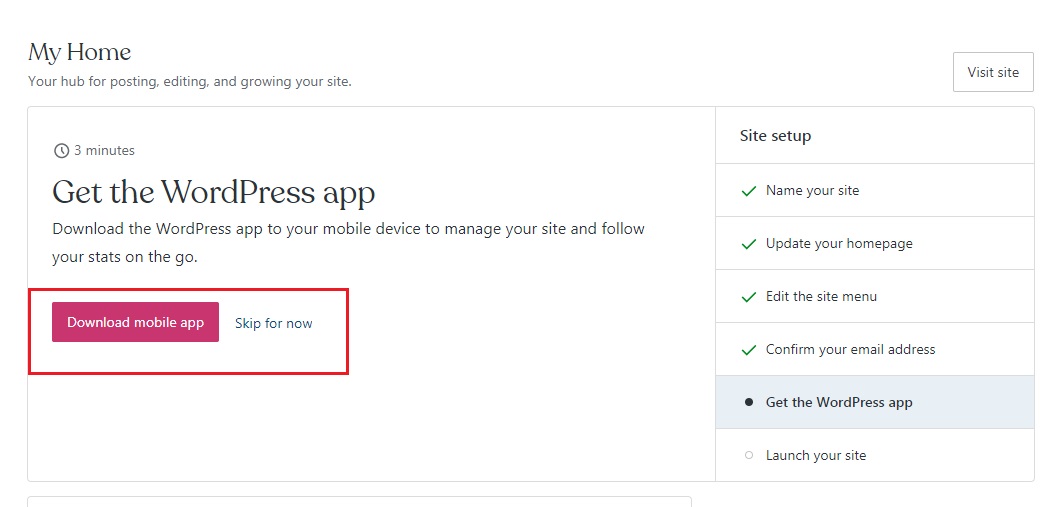 My Home
Your hub for posting, editing, and growing your site.
Visit site
3 minutes
Get the WordPress app
Download the WordPress app to your mobile device to manage your site and follow
your stats on the go.
Download mobile app
Skip for now
Site setup
Name your site
Update your homepage
Edit the site menu
Confirm your email address
Get the WordPress app
Launch your site